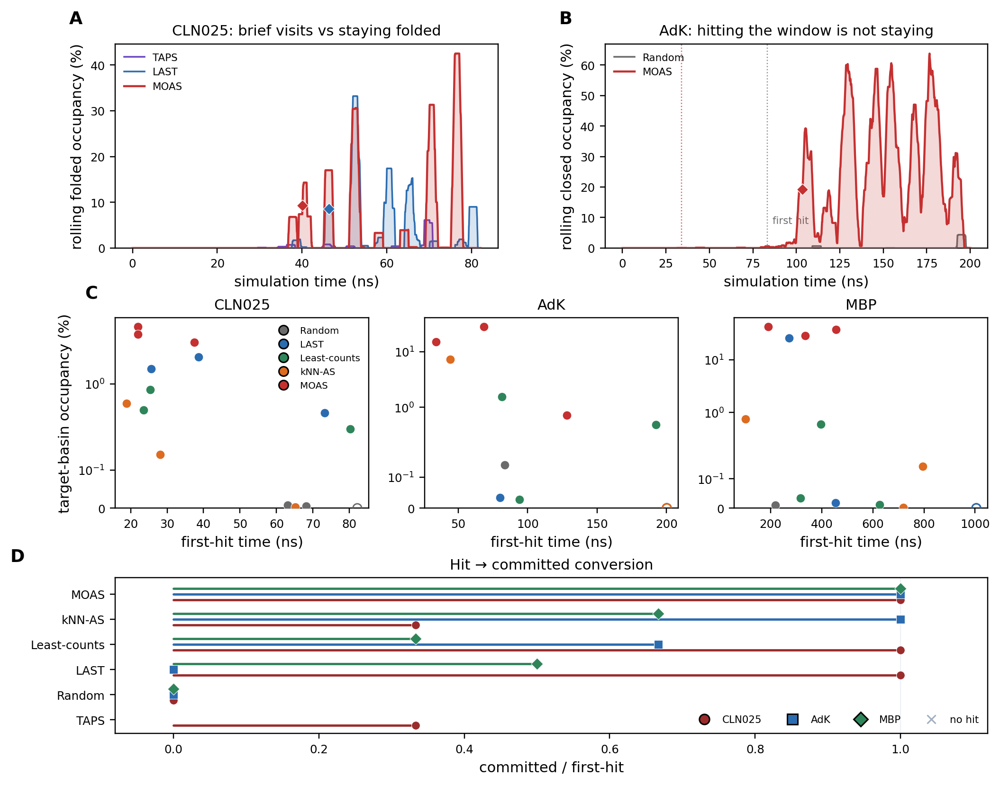 A
CLN025: brief visits vs staying folded
rolling folded occupancy (%)
40
30
20
10
0
TAPS
LAST
MOAS
0 20 40 60 80
simulation time (ns)
B
AdK: hitting the window is not staying
rolling closed occupancy (%)
60
50
40
30
20
10
0
Random
MOAS
first hit
0 25 50 75 100 125 150 175 200
simulation time (ns)
C
CLN025
target-basin occupancy (%)
10⁰
10⁻¹
0
Random
LAST
Least-counts
kNN-AS
MOAS
20 30 40 50 60 70 80
first-hit time (ns)
AdK
10¹
10⁰
10⁻¹
0
50 100 150 200
first-hit time (ns)
MBP
10¹
10⁰
10⁻¹
0
200 400 600 800 1000
first-hit time (ns)
D
Hit → committed conversion
MOAS
kNN-AS
Least-counts
LAST
Random
TAPS
CLN025 AdK MBP no hit
0.0 0.2 0.4 0.6 0.8 1.0
committed / first-hit